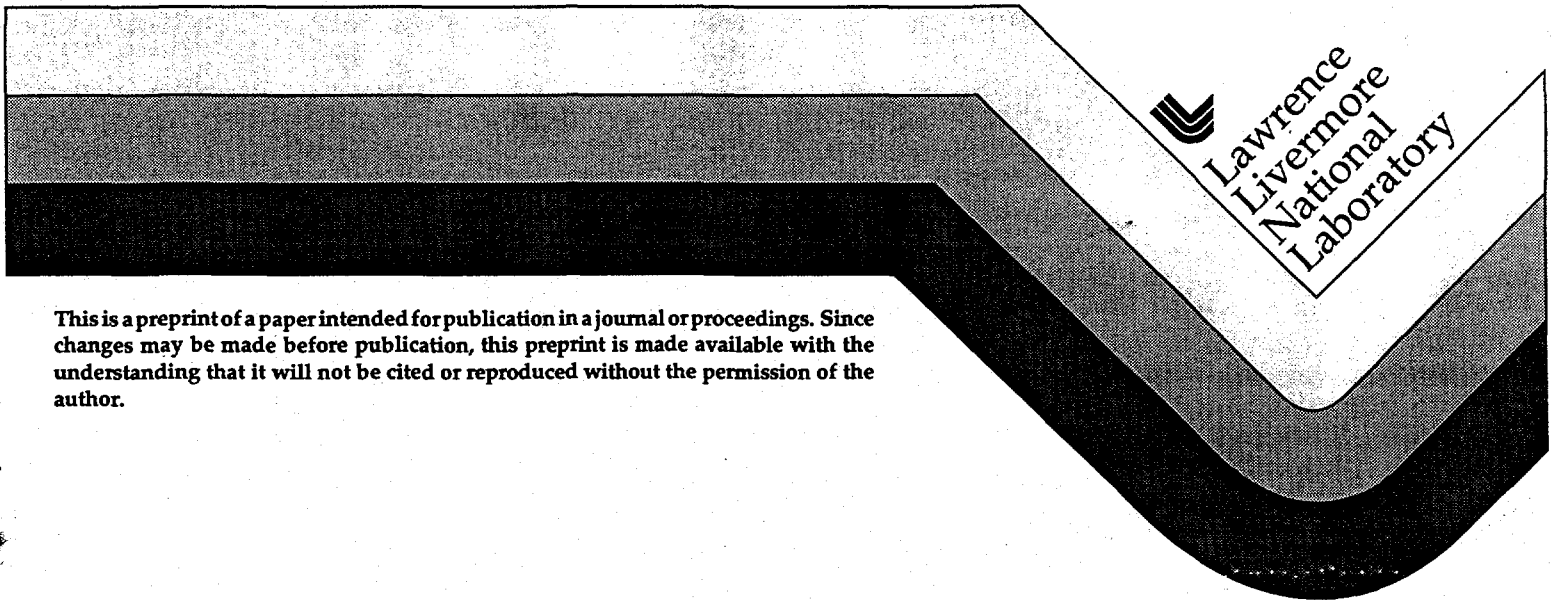 Lawrence
Livermore
National
Laboratory
This is a preprint of a paper intended for publication in a journal or proceedings. Since
changes may be made before publication, this preprint is made available with the
understanding that it will not be cited or reproduced without the permission of the
author.